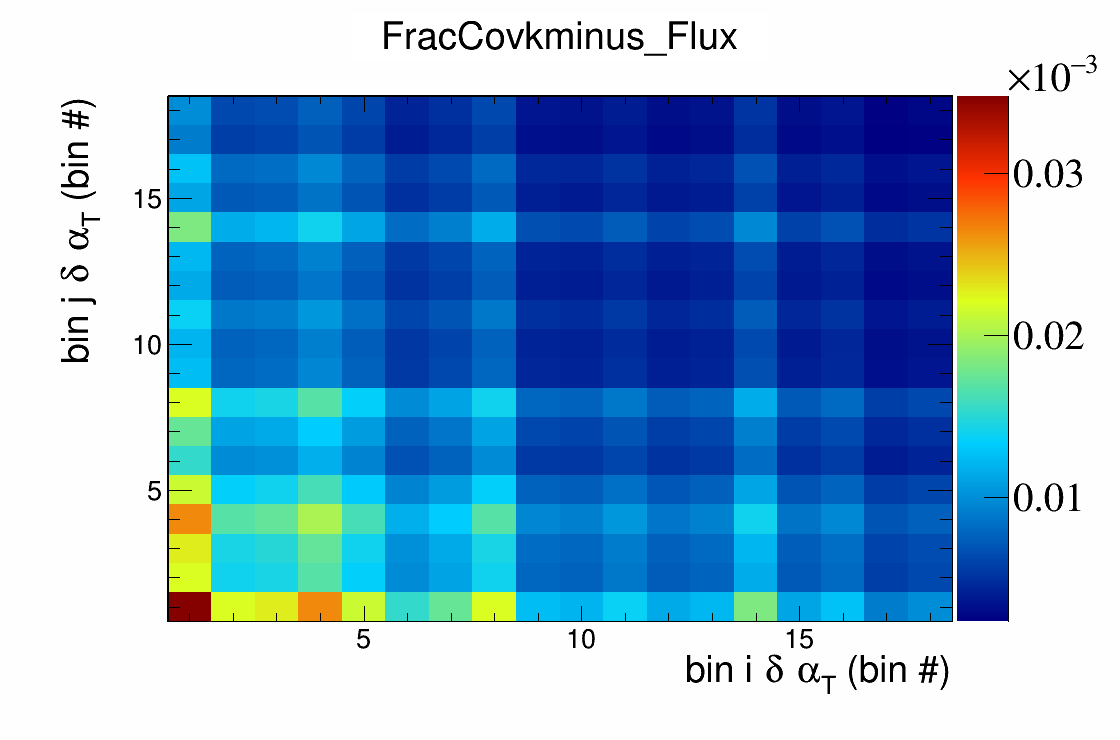 FracCovkminus_Flux
×10⁻³
bin j δ α_T (bin #)
15
10
5
0.03
0.02
0.01
5 10 15
bin i δ α_T (bin #)